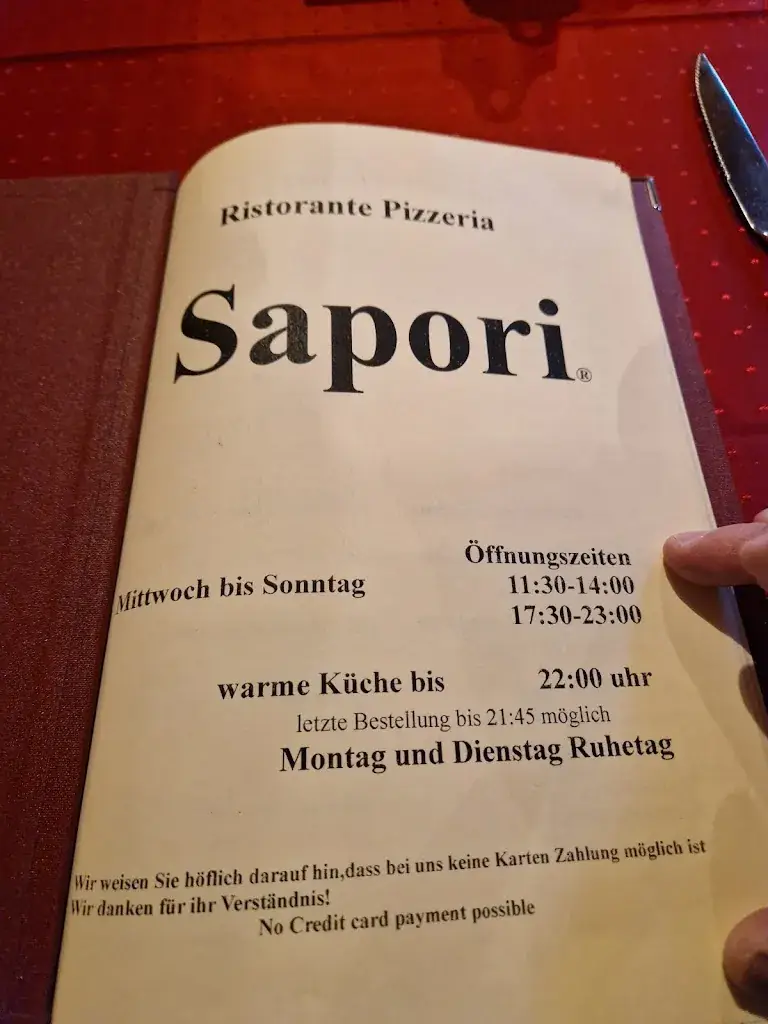 Ristorante Pizzeria
Sapori®
Öffnungszeiten
Mittwoch bis Sonntag 11:30-14:00
17:30-23:00
warme Küche bis 22:00 uhr
letzte Bestellung bis 21:45 möglich
Montag und Dienstag Ruhetag
Wir weisen Sie höflich darauf hin,dass bei uns keine Karten Zahlung möglich ist
Wir danken für ihr Verständnis!
No Credit card payment possible